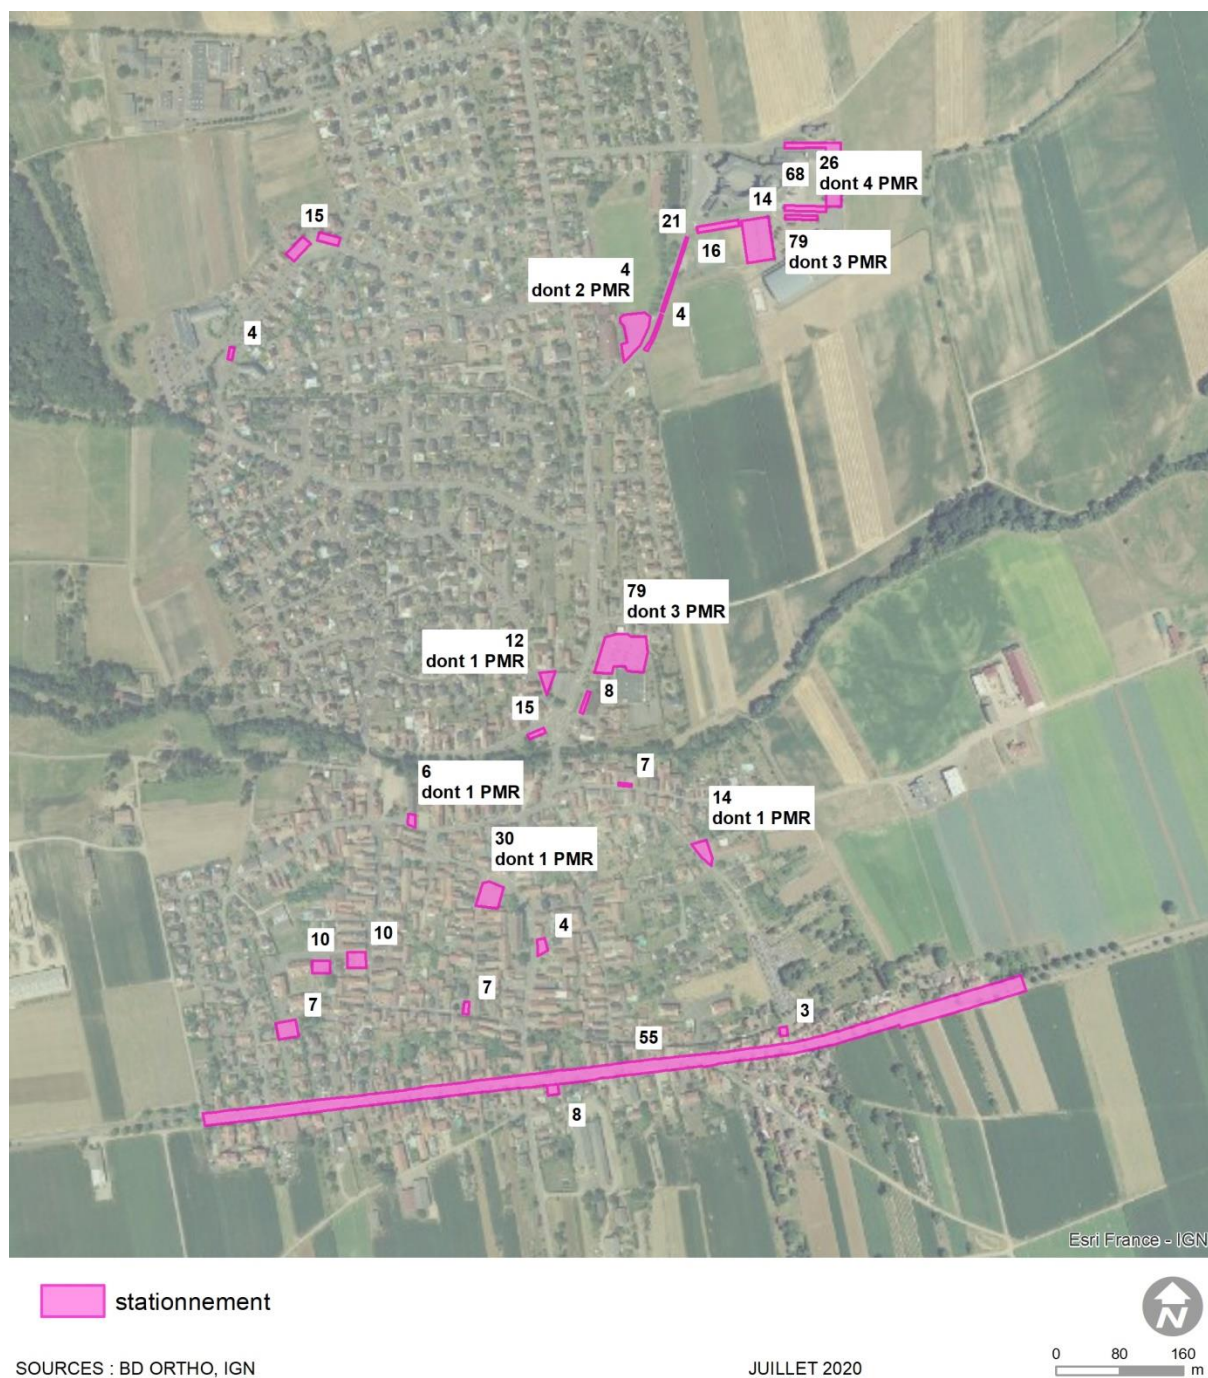 26
dont 4 PMR
68
14
15
21
16
79
dont 3 PMR
4
dont 2 PMR
4
4
79
dont 3 PMR
12
dont 1 PMR
8
15
7
6
dont 1 PMR
14
dont 1 PMR
30
dont 1 PMR
4
10
10
7
7
3
55
8
Esri France - IGN
stationnement
N
SOURCES : BD ORTHO, IGN
JUILLET 2020
0 80 160
m